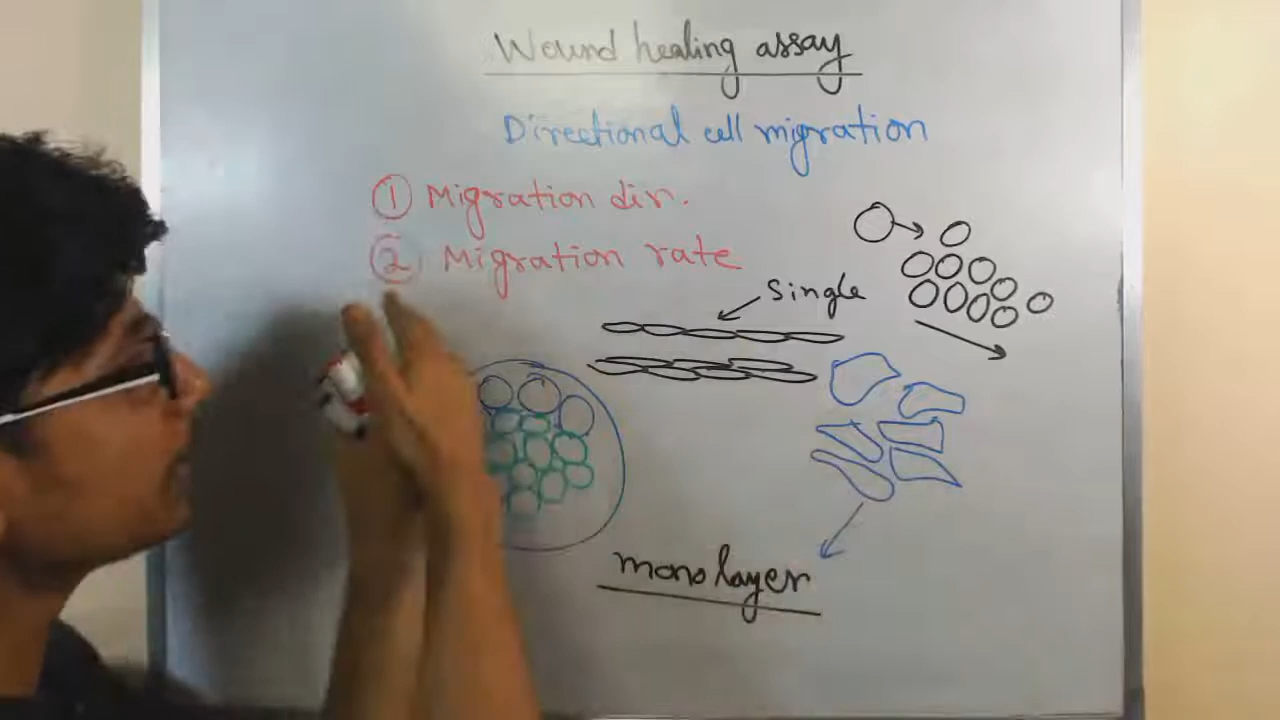 Wound healing assay
Directional cell migration
① Migration dir.
② Migration rate
Single
monolayer